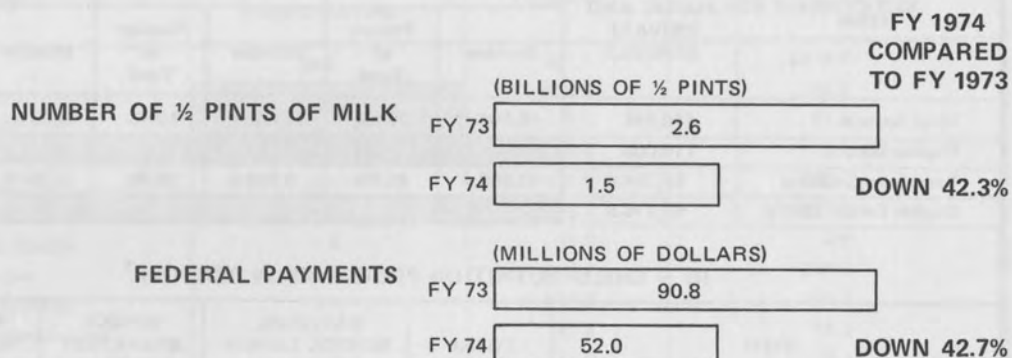 FY 1974
COMPARED
TO FY 1973
(BILLIONS OF ½ PINTS)
NUMBER OF ½ PINTS OF MILK FY 73 2.6
FY 74 1.5 DOWN 42.3%
(MILLIONS OF DOLLARS)
FEDERAL PAYMENTS FY 73 90.8
FY 74 52.0 DOWN 42.7%